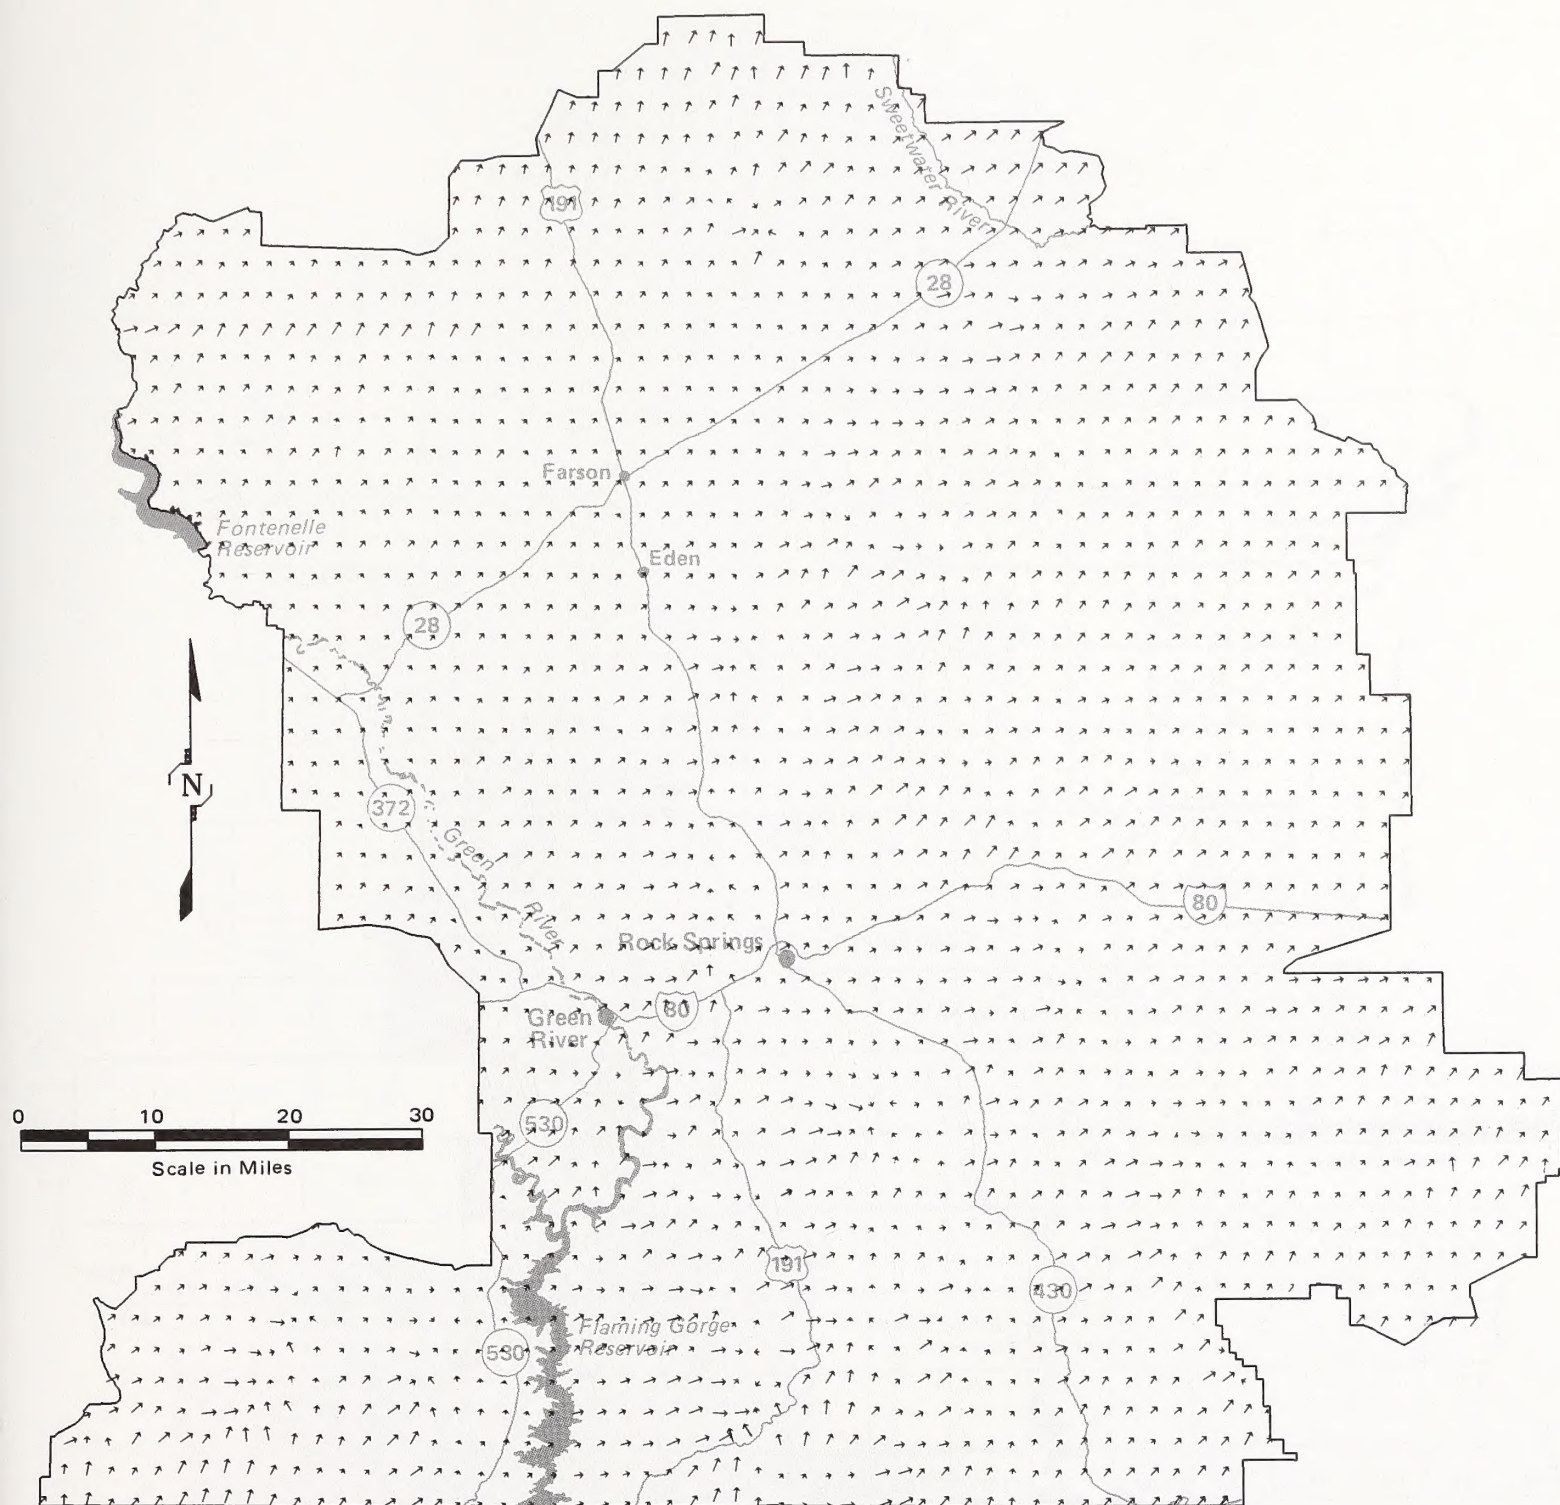 Sweetwater River
191
28
Farson
Fontenelle
Reservoir
Eden
28
N
372
Green
River
80
Rock Springs
Green
River
80
0 10 20 30
Scale in Miles
530
191
430
Flaming Gorge
Reservoir
530